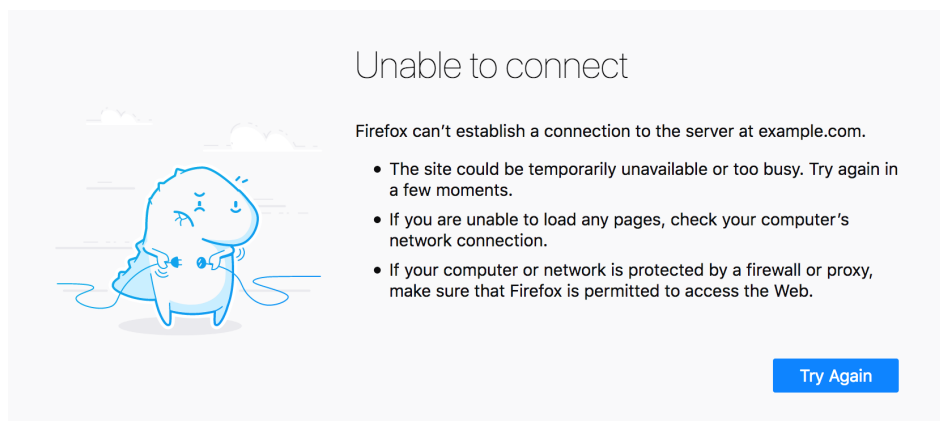 Unable to connect
Firefox can’t establish a connection to the server at example.com.
• The site could be temporarily unavailable or too busy. Try again in
a few moments.
• If you are unable to load any pages, check your computer’s
network connection.
• If your computer or network is protected by a firewall or proxy,
make sure that Firefox is permitted to access the Web.
Try Again